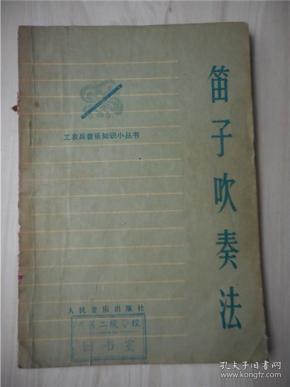 笛子吹奏法
工农兵音乐知识小丛书
人民音乐出版社
图书室
孔夫子旧书网